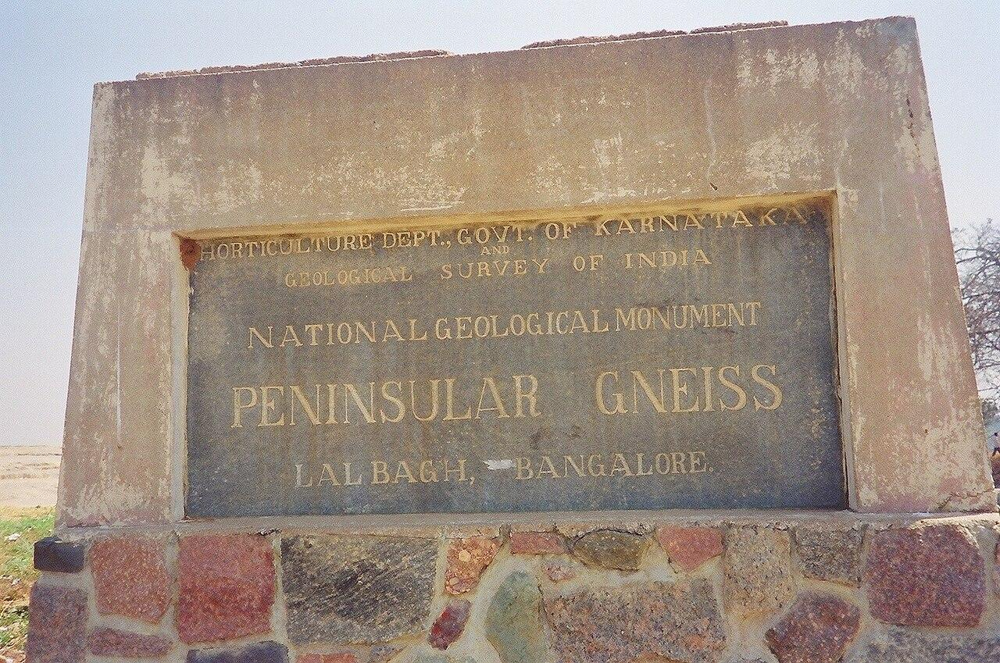 HORTICULTURE DEPT., GOVT. OF KARNATAKA
AND
GEOLOGICAL SURVEY OF INDIA
NATIONAL GEOLOGICAL MONUMENT
PENINSULAR GNEISS
LAL BAGH, BANGALORE.